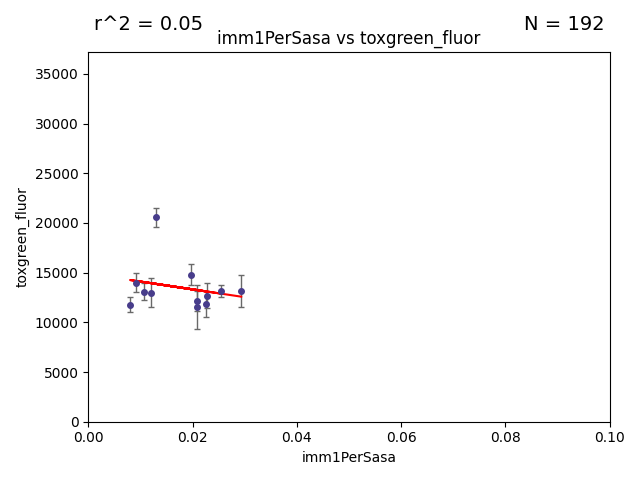 r^2 = 0.05
N = 192
imm1PerSasa vs toxgreen_fluor
toxgreen_fluor
35000
30000
25000
20000
15000
10000
5000
0
0.00
0.02
0.04
0.06
0.08
0.10
imm1PerSasa